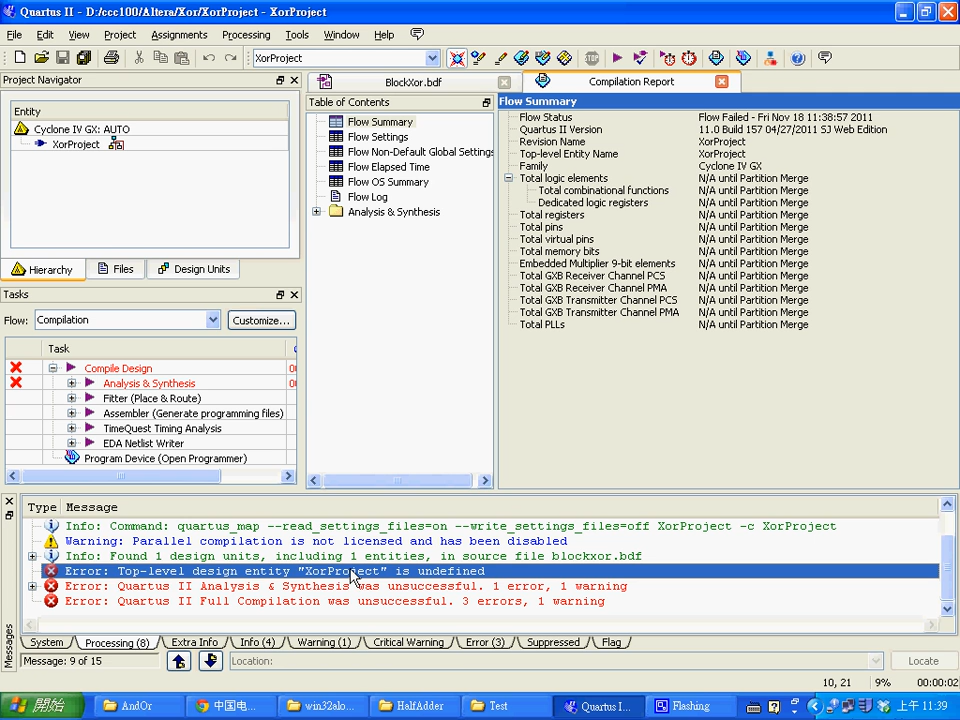 Quartus II - D:/ccc100/Altera/Xor/XorProject - XorProject
File Edit View Project Assignments Processing Tools Window Help
XorProject
Project Navigator
Entity
Cyclone IV GX: AUTO
XorProject
Hierarchy Files Design Units
Tasks
Flow: Compilation Customize...
Task
Compile Design
Analysis & Synthesis
Fitter (Place & Route)
Assembler (Generate programming files)
TimeQuest Timing Analysis
EDA Netlist Writer
Program Device (Open Programmer)
BlockXor.bdf
Compilation Report
Table of Contents
Flow Summary
Flow Settings
Flow Non-Default Global Settings
Flow Elapsed Time
Flow OS Summary
Flow Log
Analysis & Synthesis
Flow Summary
Flow Status Flow Failed - Fri Nov 18 11:38:57 2011
Quartus II Version 11.0 Build 157 04/27/2011 SJ Web Edition
Revision Name XorProject
Top-level Entity Name XorProject
Family Cyclone IV GX
Total logic elements N/A until Partition Merge
Total combinational functions N/A until Partition Merge
Dedicated logic registers N/A until Partition Merge
Total registers N/A until Partition Merge
Total pins N/A until Partition Merge
Total virtual pins N/A until Partition Merge
Total memory bits N/A until Partition Merge
Embedded Multiplier 9-bit elements N/A until Partition Merge
Total GXB Receiver Channel PCS N/A until Partition Merge
Total GXB Receiver Channel PMA N/A until Partition Merge
Total GXB Transmitter Channel PCS N/A until Partition Merge
Total GXB Transmitter Channel PMA N/A until Partition Merge
Total PLLs N/A until Partition Merge
Type Message
Info: Command: quartus_map --read_settings_files=on --write_settings_files=off XorProject -c XorProject
Warning: Parallel compilation is not licensed and has been disabled
Info: Found 1 design units, including 1 entities, in source file blockxor.bdf
Error: Top-level design entity "XorProject" is undefined
Error: Quartus II Analysis & Synthesis was unsuccessful. 1 error, 1 warning
Error: Quartus II Full Compilation was unsuccessful. 3 errors, 1 warning
Messages
System Processing (8) Extra Info Info (4) Warning (1) Critical Warning Error (3) Suppressed Flag
Message: 9 of 15 Location: Locate
10, 21 9% 00:00:02
開始 AndOr 中国电... win32alo... HalfAdder Test Quartus I... Flashing 上午 11:39